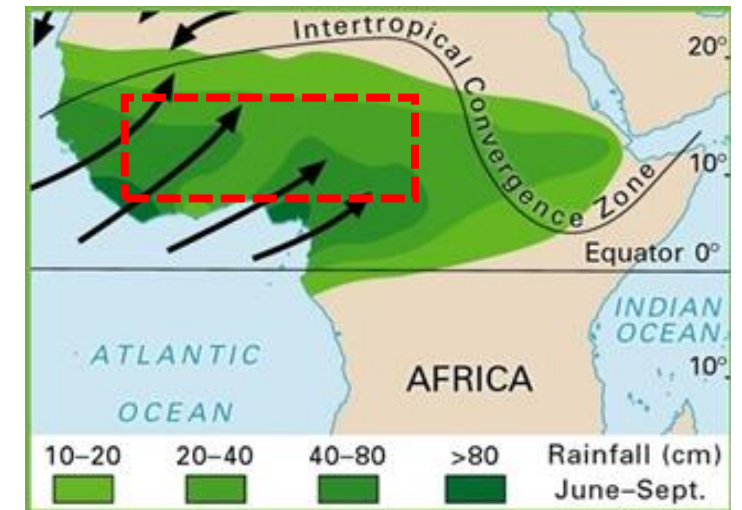 Intertropical Convergence Zone
20°
10°
Equator 0°
INDIAN
OCEAN
ATLANTIC
OCEAN
AFRICA
10°
10–20 20–40 40–80 >80 Rainfall (cm)
June–Sept.